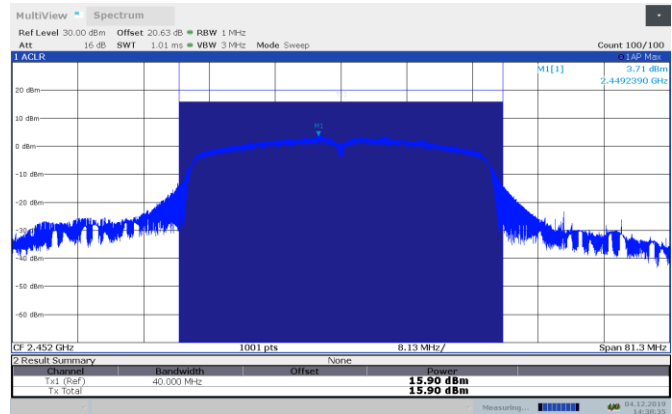 MultiView Spectrum
Ref Level 30.00 dBm Offset 20.63 dB RBW 1 MHz
Att 16 dB SWT 1.01 ms VBW 3 MHz Mode Sweep Count 100/100
1 ACLR 1AP Max
M1[1] 3.71 dBm
2.4492390 GHz
20 dBm
10 dBm
M1
0 dBm
-10 dBm
-20 dBm
-30 dBm
-40 dBm
-50 dBm
-60 dBm
CF 2.452 GHz 1001 pts 8.13 MHz/ Span 81.3 MHz
2 Result Summary None
Channel Bandwidth Offset Power
Tx1 (Ref) 40.000 MHz 15.90 dBm
Tx Total 15.90 dBm
Measuring... 04.12.2019
14:38:35